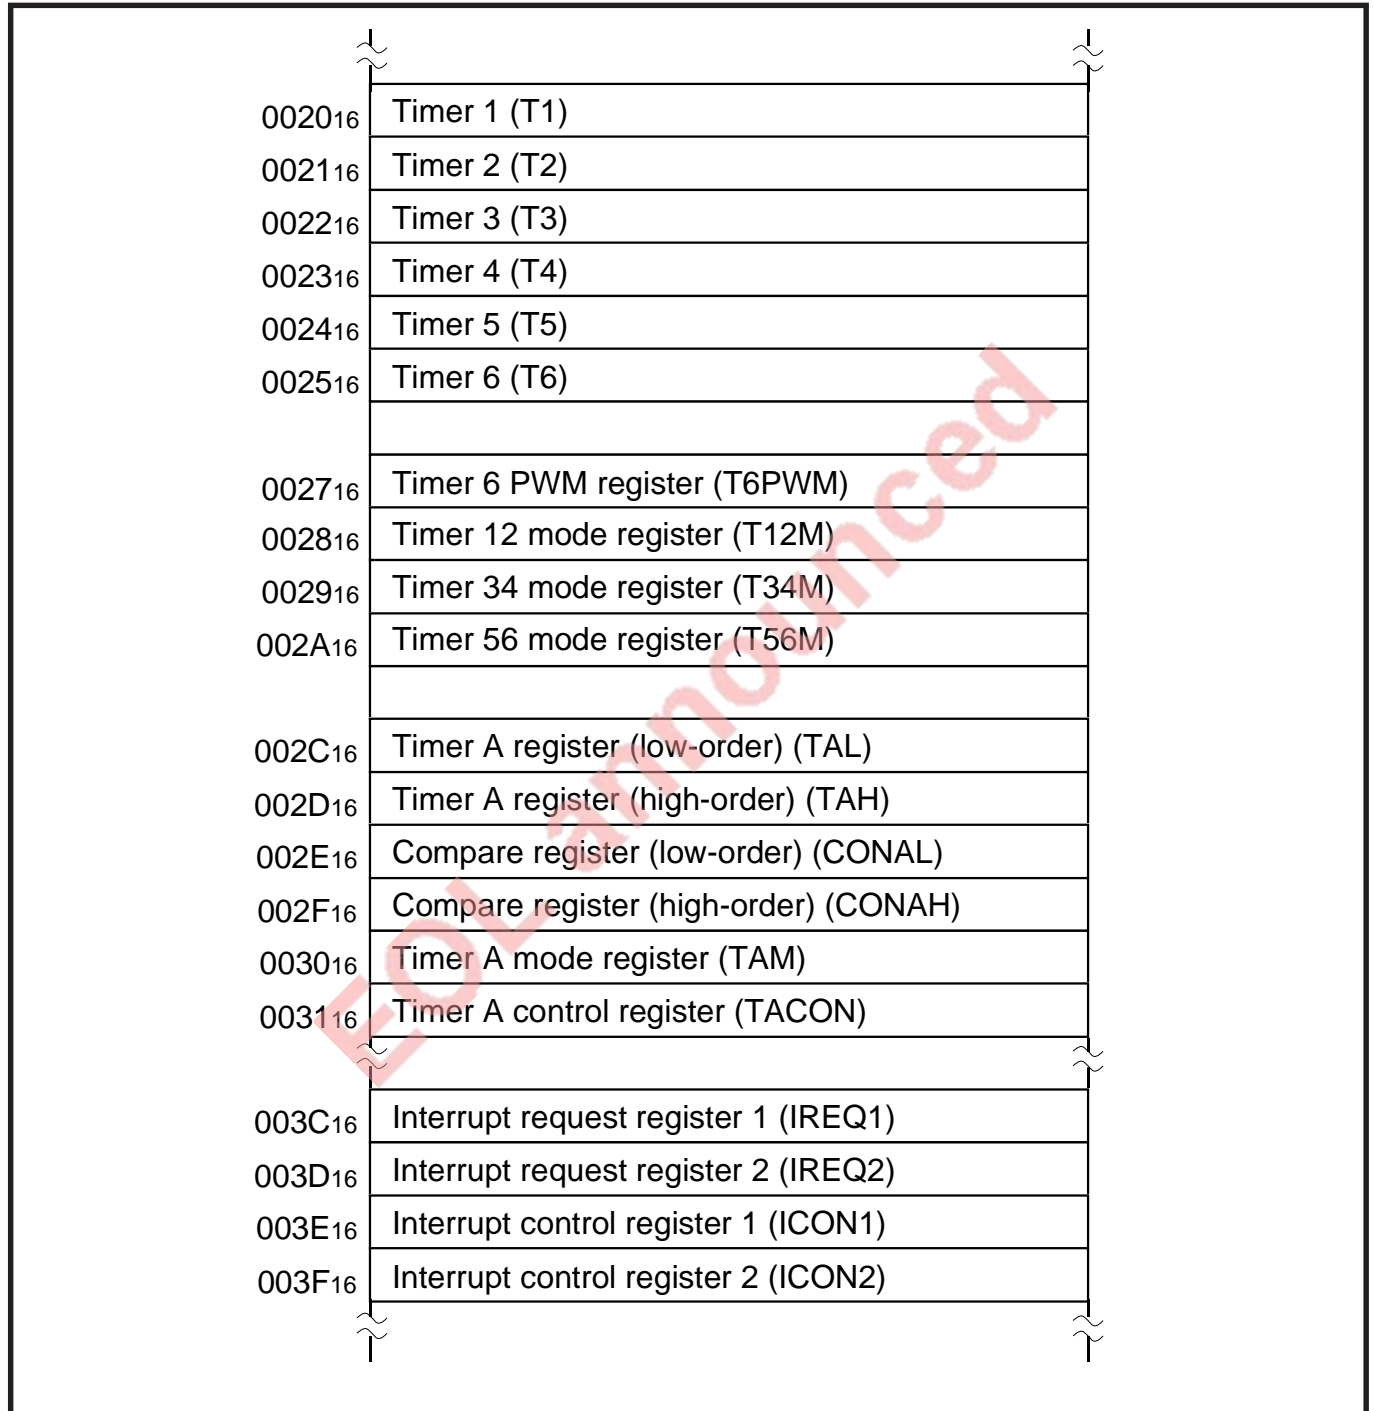 002016 Timer 1 (T1)
002116 Timer 2 (T2)
002216 Timer 3 (T3)
002316 Timer 4 (T4)
002416 Timer 5 (T5)
002516 Timer 6 (T6)
002716 Timer 6 PWM register (T6PWM)
002816 Timer 12 mode register (T12M)
002916 Timer 34 mode register (T34M)
002A16 Timer 56 mode register (T56M)
002C16 Timer A register (low-order) (TAL)
002D16 Timer A register (high-order) (TAH)
002E16 Compare register (low-order) (CONAL)
002F16 Compare register (high-order) (CONAH)
003016 Timer A mode register (TAM)
003116 Timer A control register (TACON)
003C16 Interrupt request register 1 (IREQ1)
003D16 Interrupt request register 2 (IREQ2)
003E16 Interrupt control register 1 (ICON1)
003F16 Interrupt control register 2 (ICON2)
EOL announced